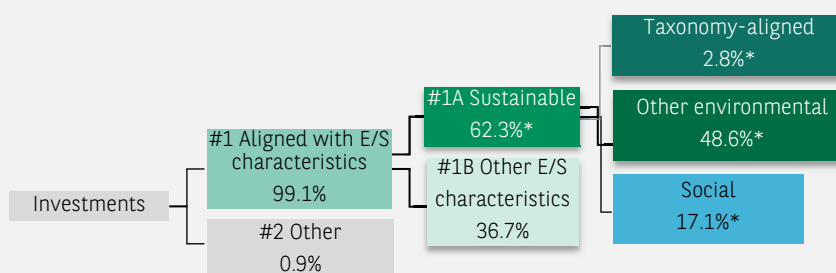 Investments
#1 Aligned with E/S
characteristics
99.1%
#2 Other
0.9%
#1A Sustainable
62.3%*
#1B Other E/S
characteristics
36.7%
Taxonomy-aligned
2.8%*
Other environmental
48.6%*
Social
17.1%*